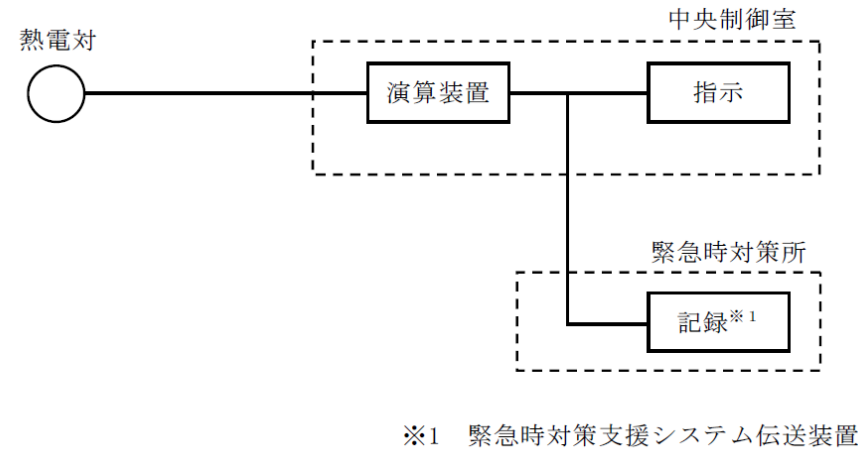 中央制御室
熱電対
演算装置
指示
緊急時対策所
記録※1
※1　緊急時対策支援システム伝送装置